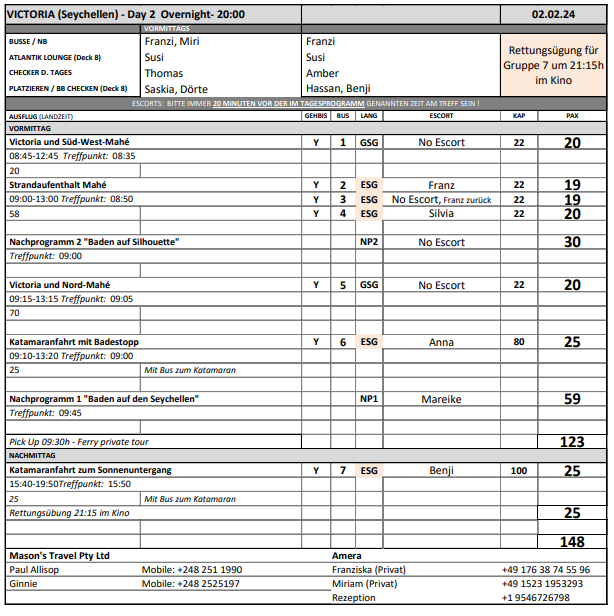 VICTORIA (Seychellen) - Day 2 Overnight- 20:00 02.02.24
VORMITTAGS
BUSSE / NB Franzi, Miri Franzi
ATLANTIK LOUNGE (Deck 8) Susi Susi
CHECKER D. TAGES Thomas Amber
PLATZIEREN / BB CHECKEN (Deck 8) Saskia, Dörte Hassan, Benji
Rettungsügung für
Gruppe 7 um 21:15h
im Kino
ESCORTS: BITTE IMMER 20 MINUTEN VOR DER IM TAGESPROGRAMM GENANNTEN ZEIT AM TREFF SEIN !
AUSFLUG (LANDZEIT) GEHBIS BUS LANG ESCORT KAP PAX
VORMITTAG
Victoria und Süd-West-Mahé Y 1 GSG No Escort 22 20
08:45-12:45 Treffpunkt: 08:35
20
Strandaufenthalt Mahé Y 2 ESG Franz 22 19
09:00-13:00 Treffpunkt: 08:50 Y 3 ESG No Escort, Franz zurück 22 19
58 Y 4 ESG Silvia 22 20
Nachprogramm 2 "Baden auf Silhouette" NP2 No Escort 30
Treffpunkt: 09:00
Victoria und Nord-Mahé Y 5 GSG No Escort 22 20
09:15-13:15 Treffpunkt: 09:05
70
Katamaranfahrt mit Badestopp Y 6 ESG Anna 80 25
09:10-13:20 Treffpunkt: 09:00
25 Mit Bus zum Katamaran
Nachprogramm 1 "Baden auf den Seychellen" NP1 Mareike 59
Treffpunkt: 09:45
Pick Up 09:30h - Ferry private tour 123
NACHMITTAG
Katamaranfahrt zum Sonnenuntergang Y 7 ESG Benji 100 25
15:40-19:50Treffpunkt: 15:50
25 Mit Bus zum Katamaran
Rettungsübung 21:15 im Kino 25
148
Mason's Travel Pty Ltd Amera
Paul Allisop Mobile: +248 251 1990 Franziska (Privat) +49 176 38 74 55 96
Ginnie Mobile: +248 2525197 Miriam (Privat) +49 1523 1953293
Rezeption +1 9546726798